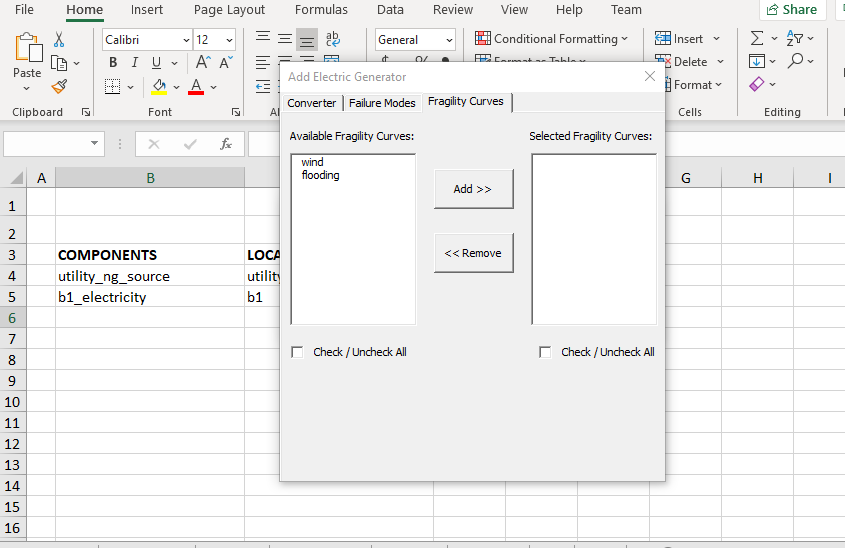 File Home Insert Page Layout Formulas Data Review View Help Team Share
Paste
Clipboard
Calibri 12
B I U A A
A
Font
ab
c
General
$ %
Conditional Formatting
Format as Table
Insert
Delete
Format
Cells
Editing
fx
Add Electric Generator
Converter Failure Modes Fragility Curves
Available Fragility Curves: Selected Fragility Curves:
wind
flooding
Add >>
<< Remove
Check / Uncheck All Check / Uncheck All
A B G H I
1
2
3 COMPONENTS LOCA
4 utility_ng_source utility
5 b1_electricity b1
6
7
8
9
10
11
12
13
14
15
16